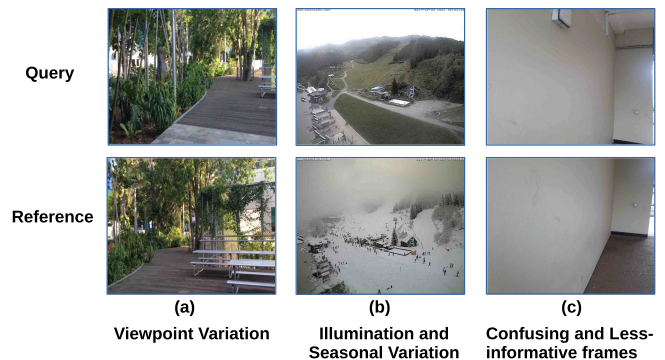 Query
Reference
(a)
(b)
(c)
Viewpoint Variation
Illumination and
Seasonal Variation
Confusing and Less-
informative frames